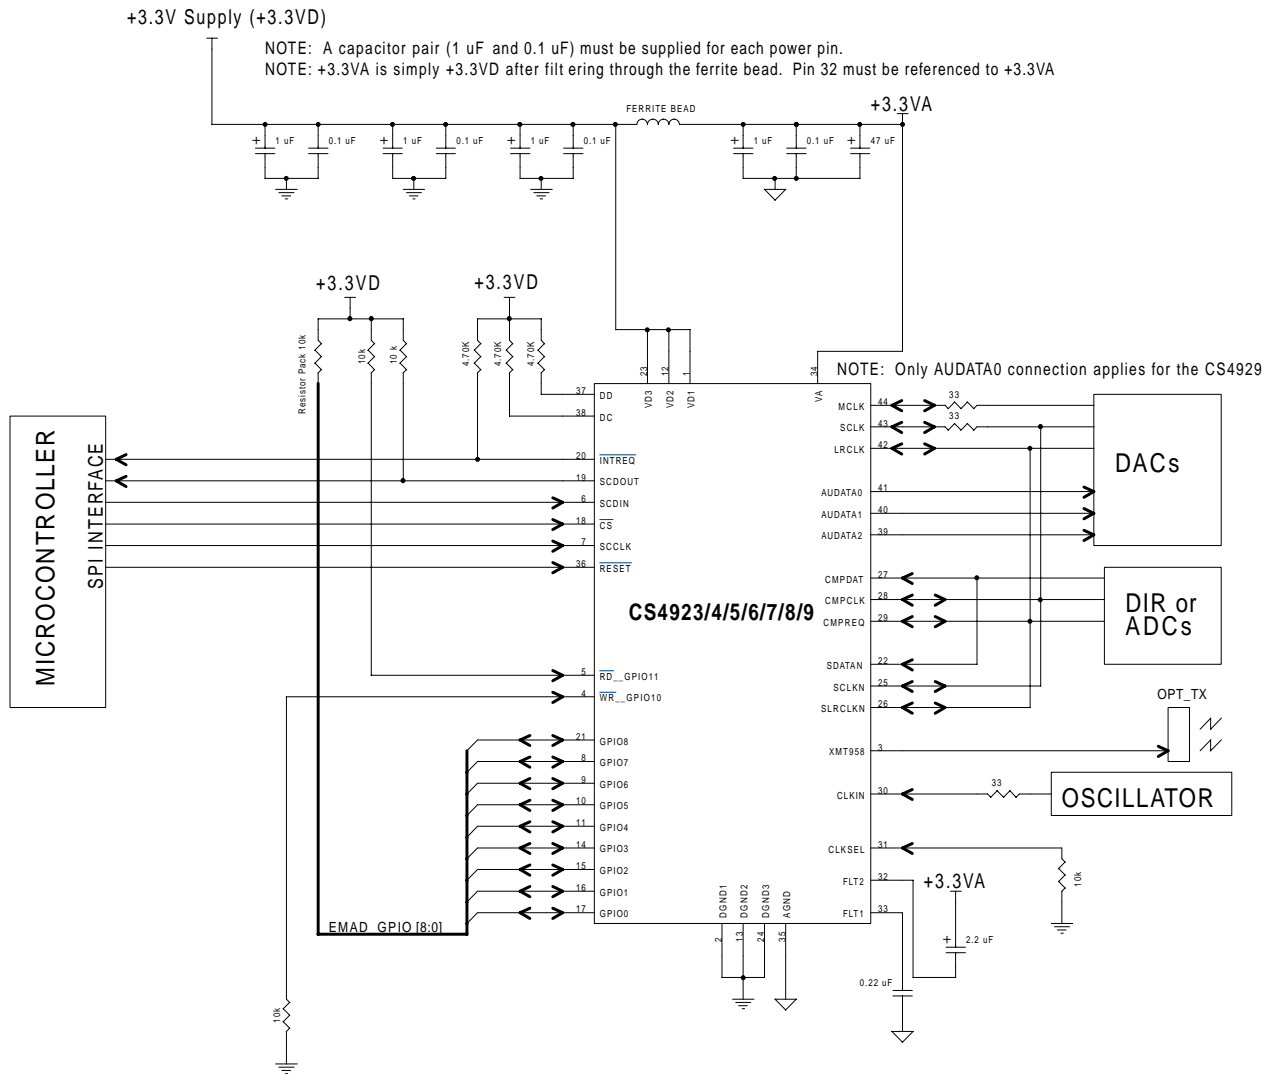 +3.3V Supply (+3.3VD)
NOTE: A capacitor pair (1 uF and 0.1 uF) must be supplied for each power pin.
NOTE: +3.3VA is simply +3.3VD after filt ering through the ferrite bead. Pin 32 must be referenced to +3.3VA
FERRITE BEAD
+3.3VA
+ 1 uF 0.1 uF + 1 uF 0.1 uF + 1 uF 0.1 uF + 1 uF 0.1 uF + 47 uF
+3.3VD +3.3VD
Resistor Pack 10k
10k
10 k
4.70K
4.70K
4.70K
23 12 1 34
VD3 VD2 VD1 VA
NOTE: Only AUDATA0 connection applies for the CS4929
37 DD
38 DC
20 INTREQ
19 SCDOUT
6 SCDIN
18 CS
7 SCCLK
36 RESET
MICROCONTROLLER
SPI INTERFACE
CS4923/4/5/6/7/8/9
5 RD__GPIO11
4 WR__GPIO10
21 GPIO8
8 GPIO7
9 GPIO6
10 GPIO5
11 GPIO4
14 GPIO3
15 GPIO2
16 GPIO1
17 GPIO0
EMAD_GPIO[8:0]
10k
MCLK 44 33
SCLK 43 33
LRCLK 42
DACs
AUDATA0 41
AUDATA1 40
AUDATA2 39
CMPDAT 27
CMPCLK 28
CMPREQ 29
DIR or
ADCs
SDATAN 22
SCLKN 25
SLRCLKN 26
OPT_TX
XMT958 3
CLKIN 30 33
OSCILLATOR
CLKSEL 31
10k
FLT2 32
+3.3VA
FLT1 33
+ 2.2 uF
0.22 uF
DGND1 DGND2 DGND3 AGND
2 13 24 35